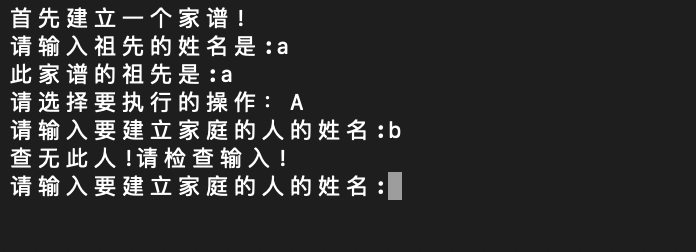 首先建立一个家谱!
请输入祖先的姓名是:a
此家谱的祖先是:a
请选择要执行的操作: A
请输入要建立家庭的人的姓名:b
查无此人!请检查输入!
请输入要建立家庭的人的姓名: